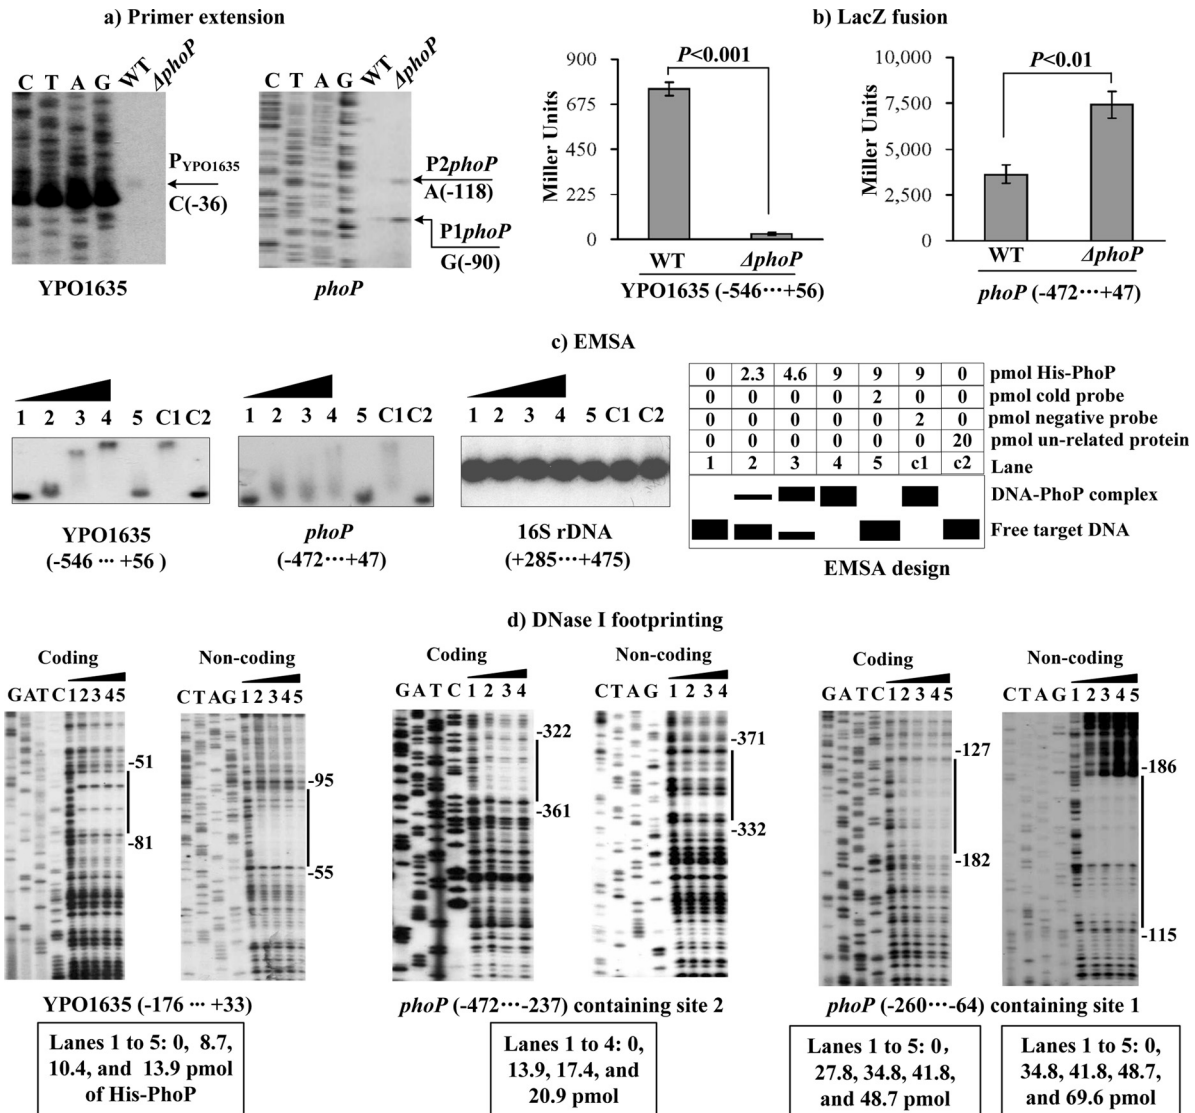 a) Primer extension
C T A G WT ΔphoP
P_YPO1635
C(-36)
YPO1635
C T A G WT ΔphoP
P2phoP
A(-118)
P1phoP
G(-90)
phoP
b) LacZ fusion
Miller Units
900
675
450
225
0
P<0.001
WT ΔphoP
YPO1635 (-546···+56)
Miller Units
10,000
7,500
5,000
2,500
0
P<0.01
WT ΔphoP
phoP (-472···+47)
c) EMSA
1 2 3 4 5 C1 C2
YPO1635
(-546 ··· +56 )
1 2 3 4 5 C1 C2
phoP
(-472···+47)
1 2 3 4 5 C1 C2
16S rDNA
(+285···+475)
0 2.3 4.6 9 9 9 0 pmol His-PhoP
0 0 0 0 2 0 0 pmol cold probe
0 0 0 0 0 2 0 pmol negative probe
0 0 0 0 0 0 20 pmol un-related protein
1 2 3 4 5 c1 c2 Lane
DNA-PhoP complex
Free target DNA
EMSA design
d) DNase I footprinting
Coding
G A T C 1 2 3 4 5
-51
-81
Non-coding
C T A G 1 2 3 4 5
-95
-55
YPO1635 (-176 ··· +33)
Lanes 1 to 5: 0, 8.7,
10.4, and 13.9 pmol
of His-PhoP
Coding
G A T C 1 2 3 4
-322
-361
Non-coding
C T A G 1 2 3 4
-371
-332
phoP (-472···-237) containing site 2
Lanes 1 to 4: 0,
13.9, 17.4, and
20.9 pmol
Coding
G A T C 1 2 3 4 5
-127
-182
Non-coding
C T A G 1 2 3 4 5
-186
-115
phoP (-260···-64) containing site 1
Lanes 1 to 5: 0,
27.8, 34.8, 41.8,
and 48.7 pmol
Lanes 1 to 5: 0,
34.8, 41.8, 48.7,
and 69.6 pmol